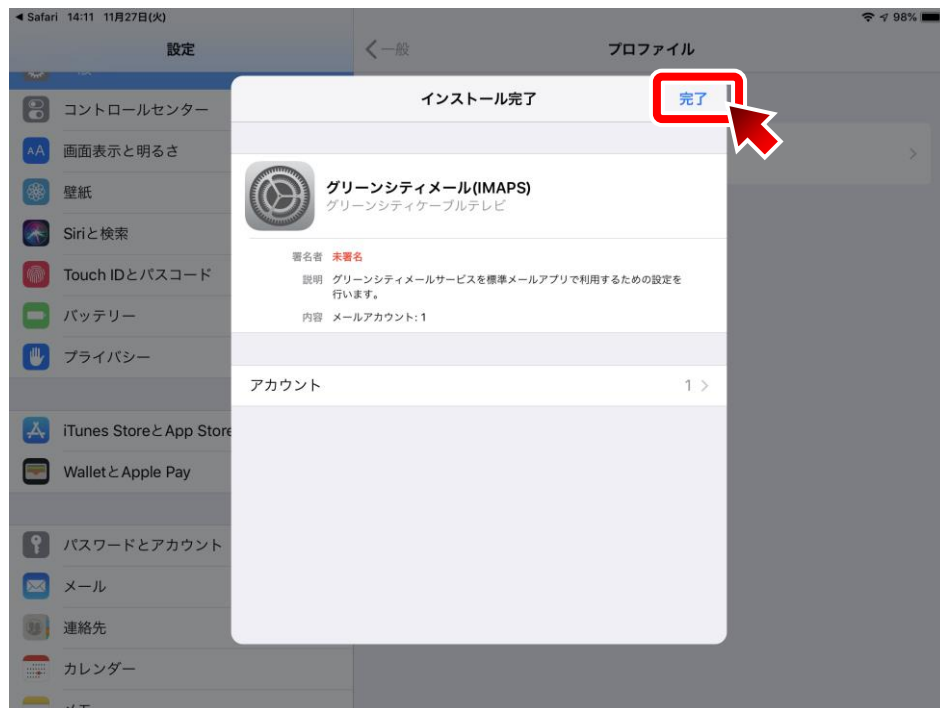 Safari 14:11 11月27日(火) 98%
設定
一般 プロファイル
コントロールセンター
画面表示と明るさ
壁紙
Siriと検索
Touch IDとパスコード
バッテリー
プライバシー
iTunes StoreとApp Store
WalletとApple Pay
パスワードとアカウント
メール
連絡先
カレンダー
メモ
インストール完了 完了
グリーンシティメール(IMAPS)
グリーンシティケーブルテレビ
署名者 未署名
説明 グリーンシティメールサービスを標準メールアプリで利用するための設定を
行います。
内容 メールアカウント: 1
アカウント 1